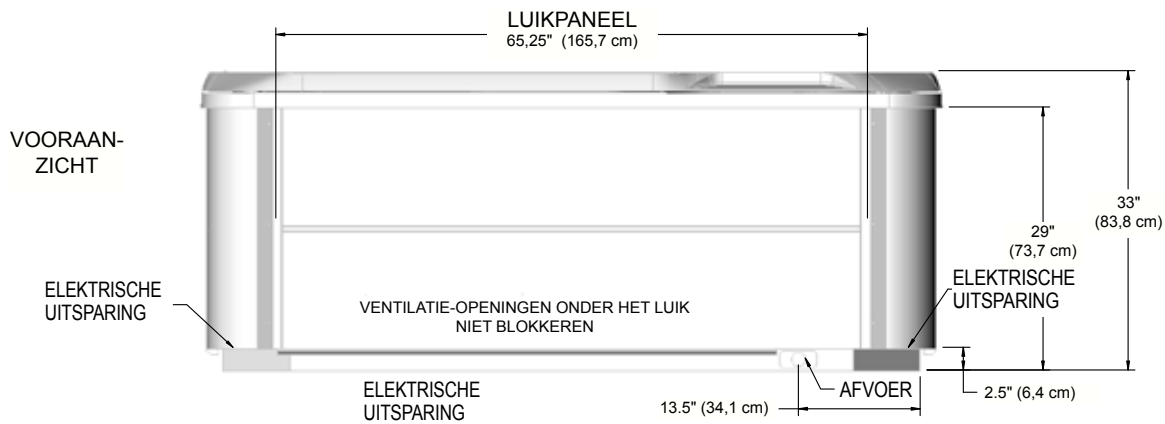 LUIKPANEEL
65,25" (165,7 cm)
VOORAAN-
ZICHT
33"
(83,8 cm)
29"
(73,7 cm)
ELEKTRISCHE
UITSPARING
ELEKTRISCHE
UITSPARING
VENTILATIE-OPENINGEN ONDER HET LUIK
NIET BLOKKEREN
ELEKTRISCHE
UITSPARING
13.5" (34,1 cm)
AFVOER
2.5" (6,4 cm)